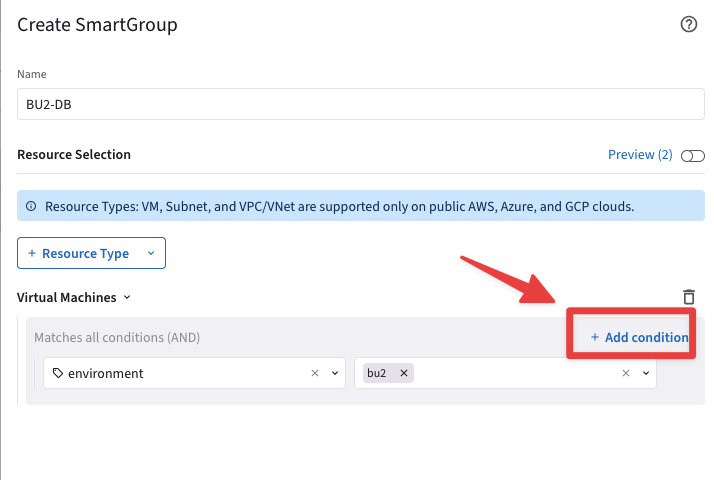 Create SmartGroup
Name
BU2-DB
Resource Selection
Preview (2)
Resource Types: VM, Subnet, and VPC/VNet are supported only on public AWS, Azure, and GCP clouds.
+ Resource Type
Virtual Machines
Matches all conditions (AND)
+ Add condition
environment
bu2